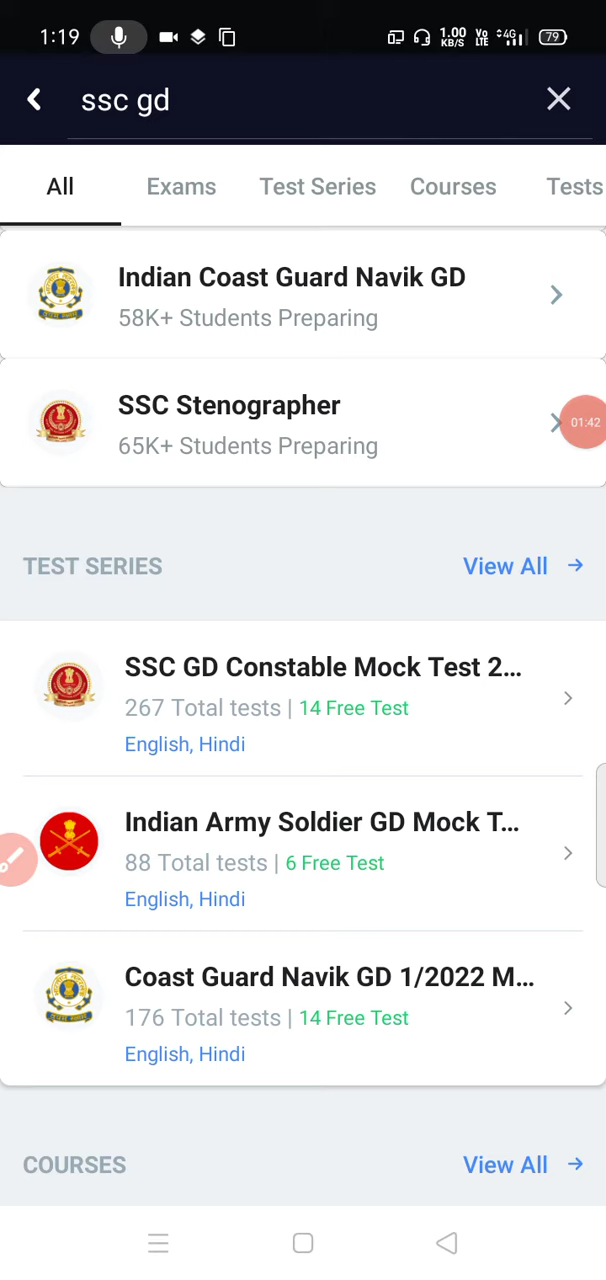 1:19
1.00 KB/S
Vo LTE
4G
79
ssc gd
All Exams Test Series Courses Tests
Indian Coast Guard Navik GD
58K+ Students Preparing
SSC Stenographer
65K+ Students Preparing
01:42
TEST SERIES View All
SSC GD Constable Mock Test 2...
267 Total tests | 14 Free Test
English, Hindi
Indian Army Soldier GD Mock T...
88 Total tests | 6 Free Test
English, Hindi
Coast Guard Navik GD 1/2022 M...
176 Total tests | 14 Free Test
English, Hindi
COURSES View All